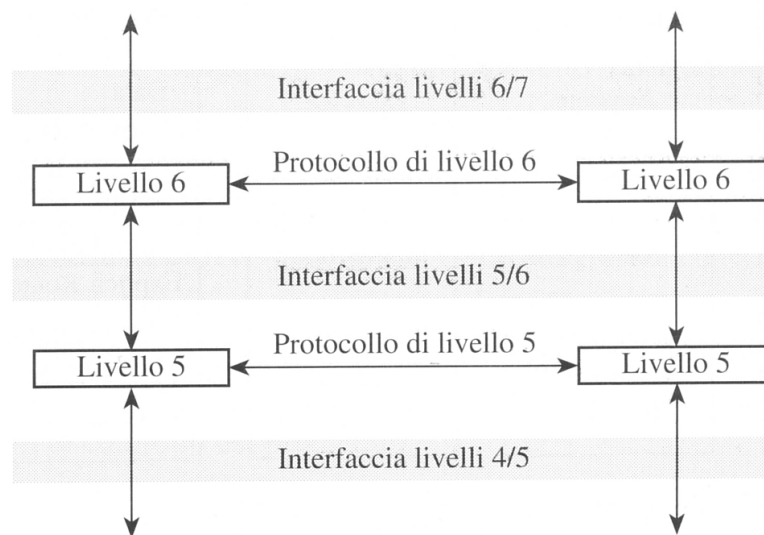 Interfaccia livelli 6/7
Protocollo di livello 6
Livello 6
Livello 6
Interfaccia livelli 5/6
Protocollo di livello 5
Livello 5
Livello 5
Interfaccia livelli 4/5